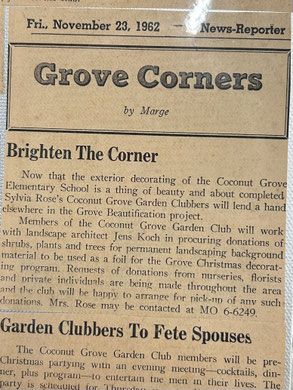 Fri., November 23, 1962 — News-Reporter
Grove Corners
by Marge
Brighten The Corner
Now that the exterior decorating of the Coconut Grove
Elementary School is a thing of beauty and about completed
Sylvia Rose's Coconut Grove Garden Clubbers will lend a hand
elsewhere in the Grove Beautification project.
Members of the Coconut Grove Garden Club will work
with landscape architect Jens Koch in procuring donations of
shrubs, plants and trees for permanent landscaping background
material to be used as a foil for the Grove Christmas decorat-
ing program. Requests of donations from nurseries, florists
and private individuals are being made throughout the area
and the club will be happy to arrange for pick-up of any such
donations. Mrs. Rose may be contacted at MO 6-6249.
Garden Clubbers To Fete Spouses
The Coconut Grove Garden Club members will be pre-
Christmas partying with an evening meeting—cocktails, din-
ner, plus program—to entertain the men in their lives. The
party is scheduled for Thursday